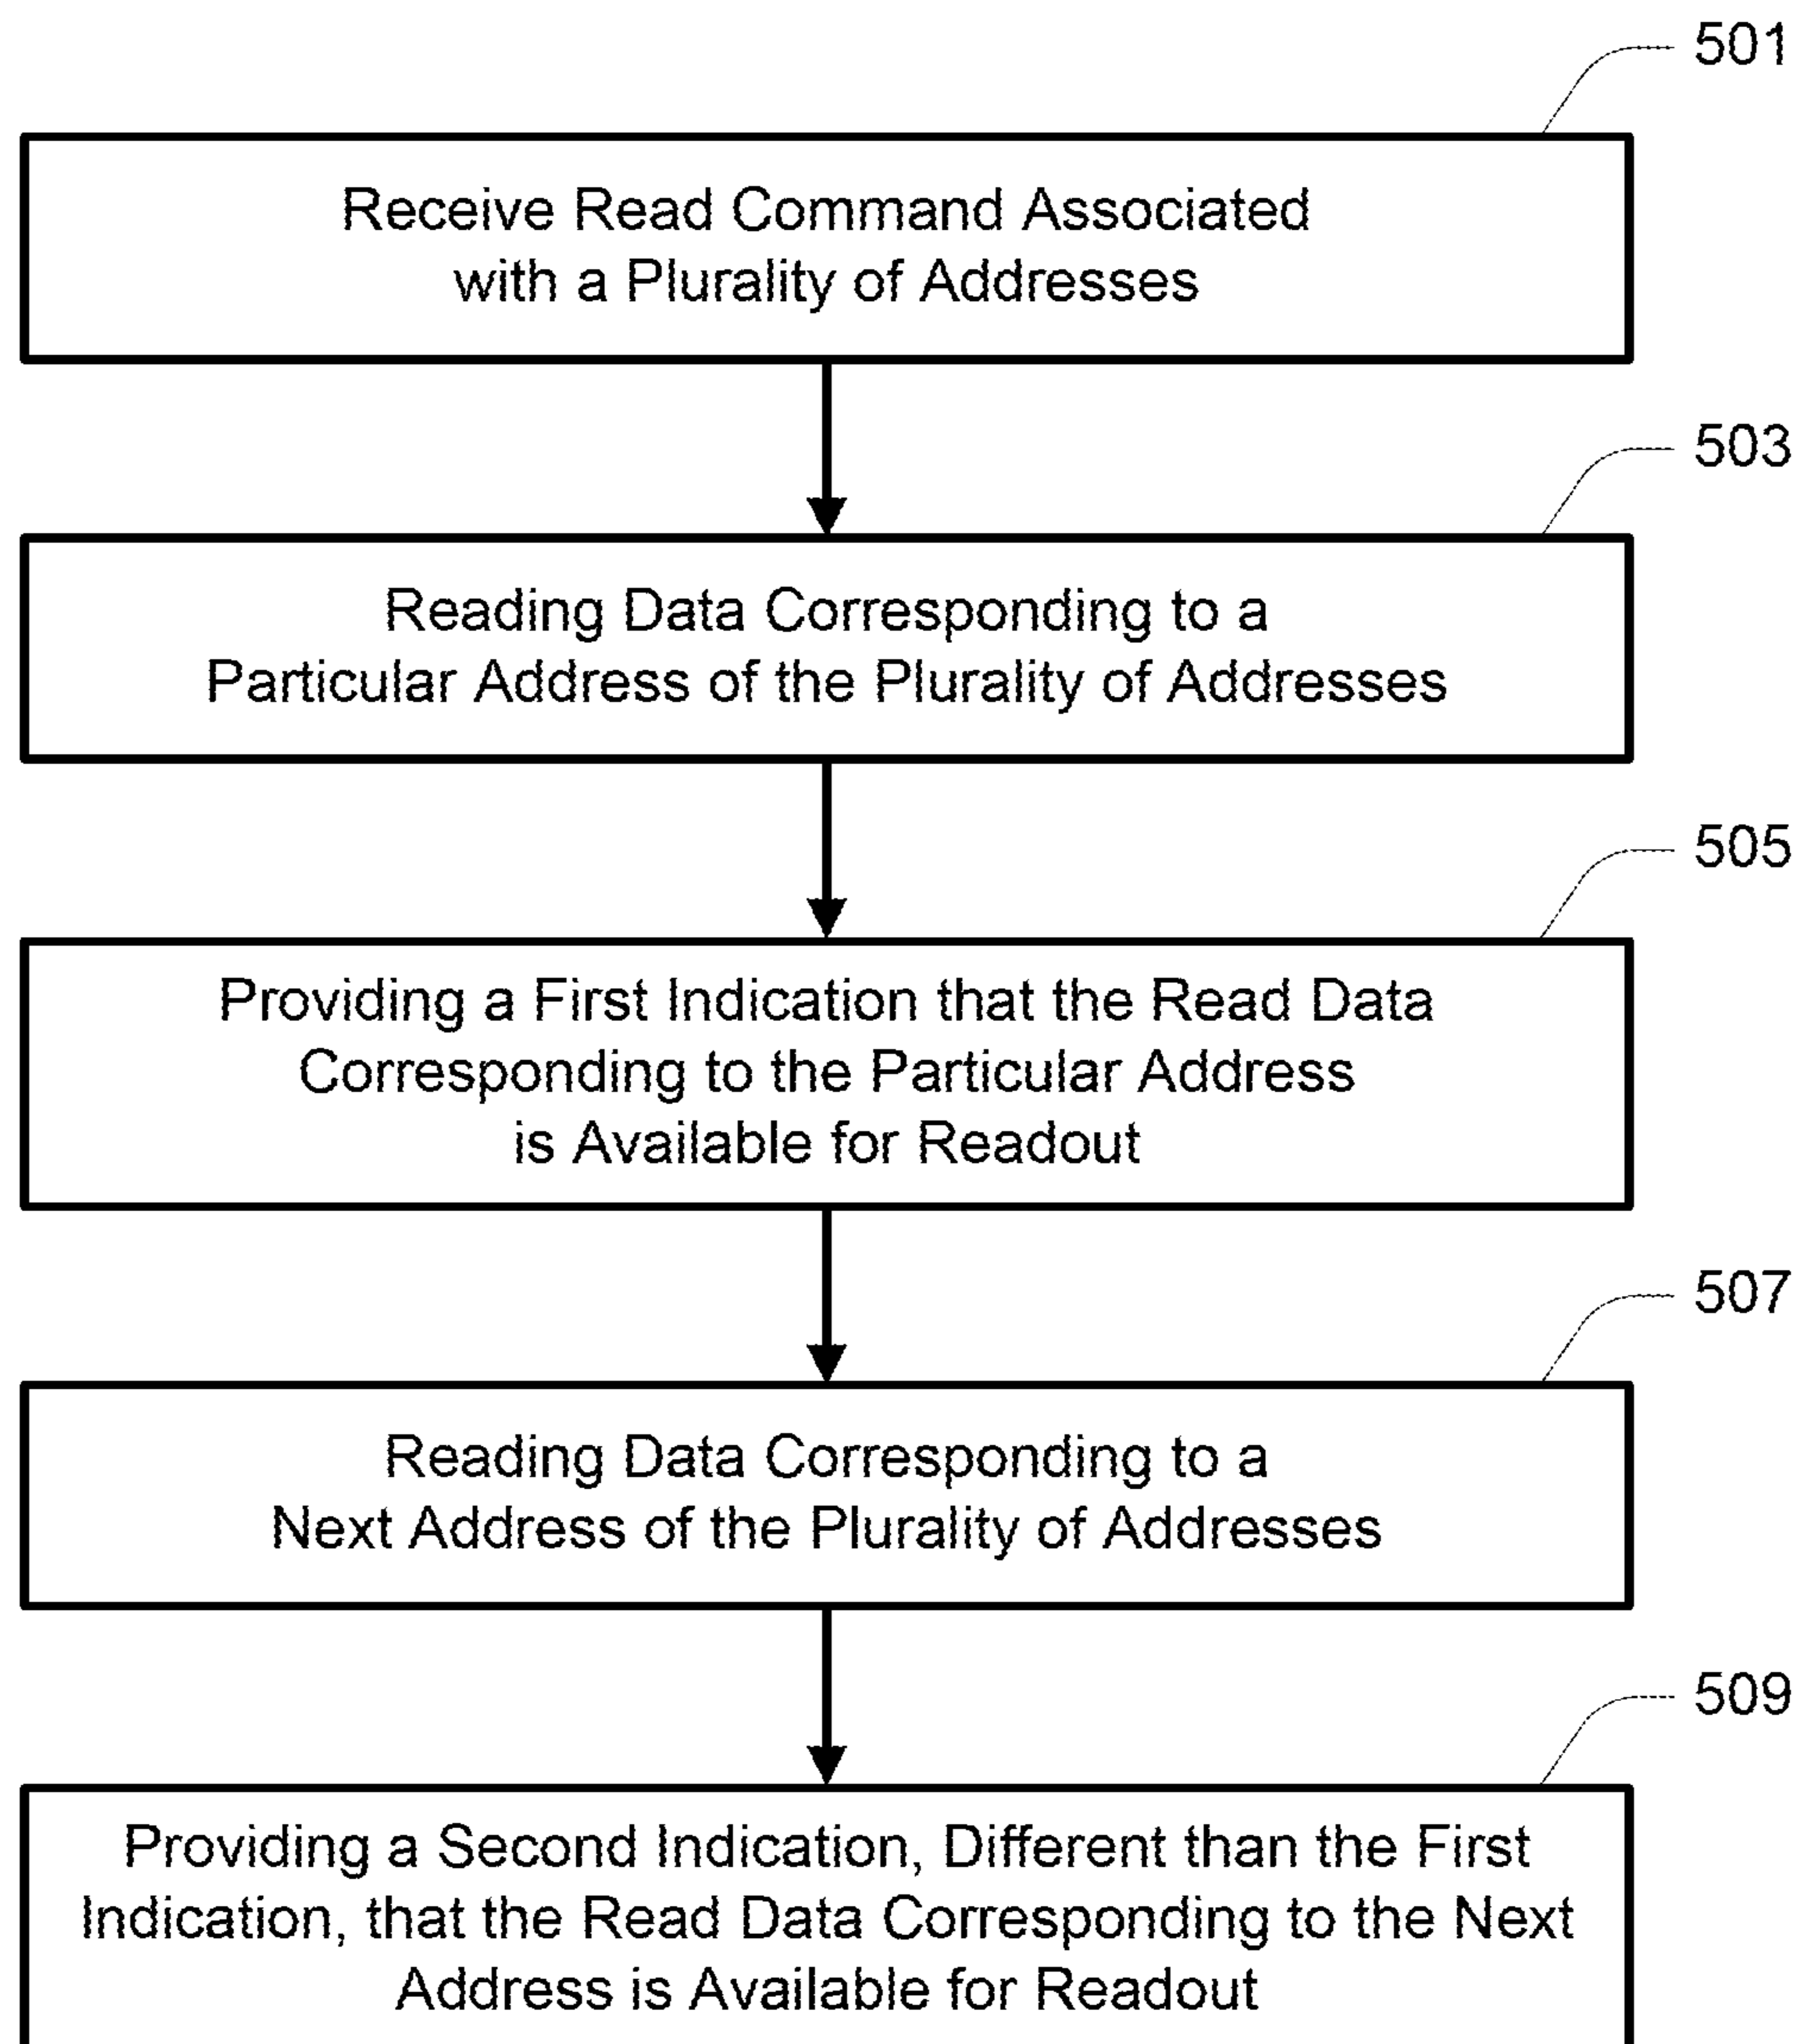 501
Receive Read Command Associated
with a Plurality of Addresses
503
Reading Data Corresponding to a
Particular Address of the Plurality of Addresses
505
Providing a First Indication that the Read Data
Corresponding to the Particular Address
is Available for Readout
507
Reading Data Corresponding to a
Next Address of the Plurality of Addresses
509
Providing a Second Indication, Different than the First
Indication, that the Read Data Corresponding to the Next
Address is Available for Readout